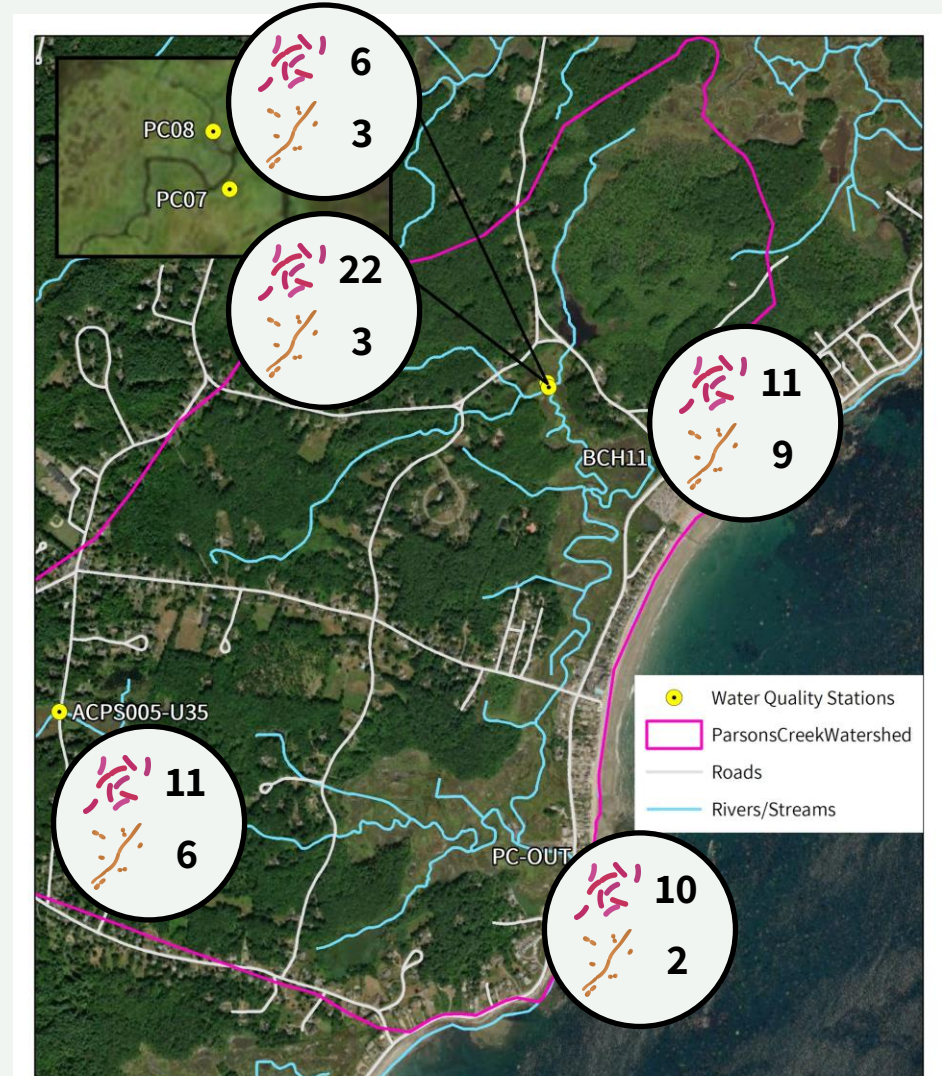 6
3
PC08
PC07
22
3
11
9
BCH11
Water Quality Stations
ParsonsCreekWatershed
Roads
Rivers/Streams
ACPS005-U35
11
6
PC-OUT
10
2